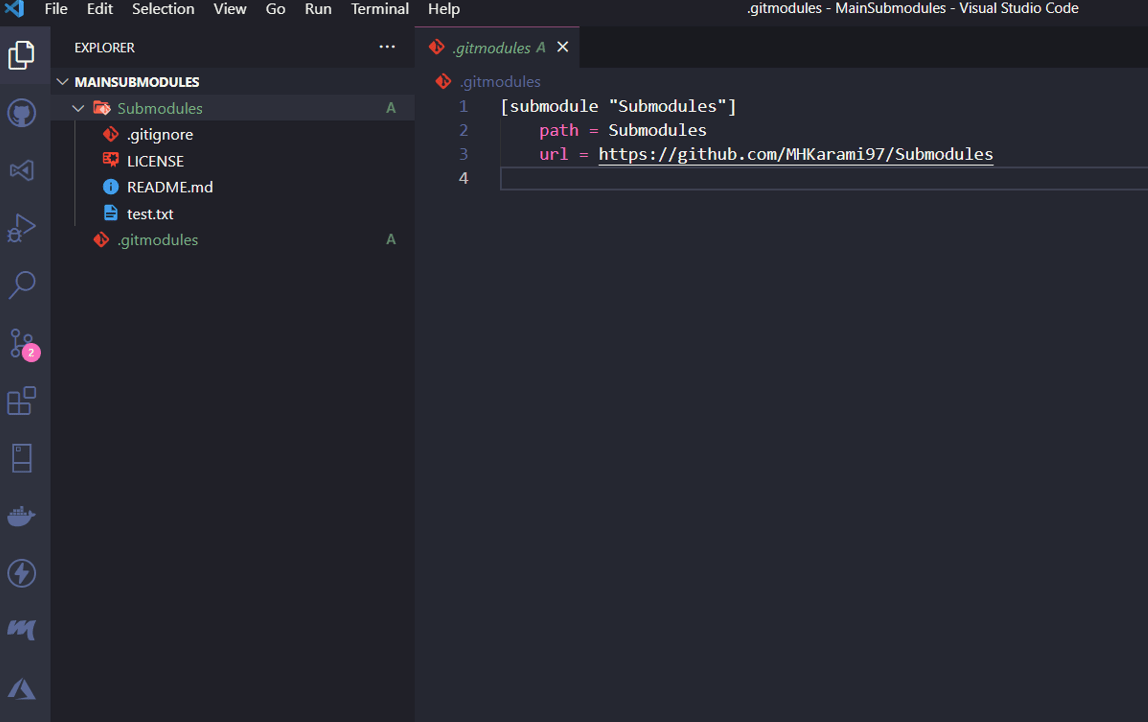 File Edit Selection View Go Run Terminal Help .gitmodules - MainSubmodules - Visual Studio Code
EXPLORER ···
MAINSUBMODULES
Submodules A
.gitignore
LICENSE
README.md
test.txt
.gitmodules A
2
.gitmodules A
.gitmodules
1 [submodule "Submodules"]
2 path = Submodules
3 url = https://github.com/MHKarami97/Submodules
4